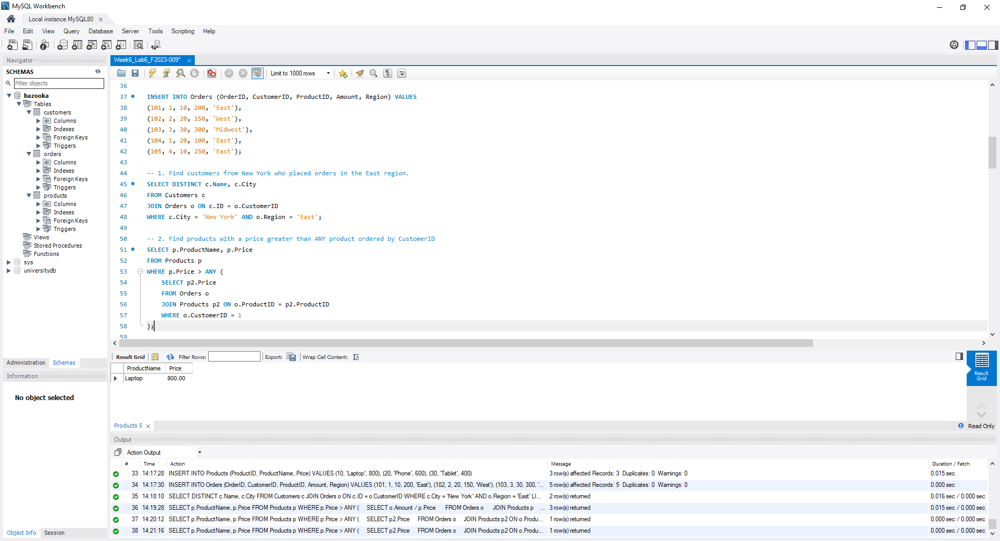 MySQL Workbench
Local instance MySQL80
File Edit View Query Database Server Tools Scripting Help
Navigator
SCHEMAS
Filter objects
bazooka
Tables
customers
Columns
Indexes
Foreign Keys
Triggers
orders
Columns
Indexes
Foreign Keys
Triggers
products
Columns
Indexes
Foreign Keys
Triggers
Views
Stored Procedures
Functions
sys
universitydb
Administration Schemas
Information
No object selected
Object Info Session
Week6_Lab6_F2023-009*
Limit to 1000 rows
36
37 INSERT INTO Orders (OrderID, CustomerID, ProductID, Amount, Region) VALUES
38 (101, 1, 10, 200, 'East'),
39 (102, 2, 20, 150, 'West'),
40 (103, 3, 30, 300, 'Midwest'),
41 (104, 1, 20, 100, 'East'),
42 (105, 4, 10, 250, 'East');
43
44 -- 1. Find customers from New York who placed orders in the East region.
45 SELECT DISTINCT c.Name, c.City
46 FROM Customers c
47 JOIN Orders o ON c.ID = o.CustomerID
48 WHERE c.City = 'New York' AND o.Region = 'East';
49
50 -- 2. Find products with a price greater than ANY product ordered by CustomerID
51 SELECT p.ProductName, p.Price
52 FROM Products p
53 WHERE p.Price > ANY (
54 SELECT p2.Price
55 FROM Orders o
56 JOIN Products p2 ON o.ProductID = p2.ProductID
57 WHERE o.CustomerID = 1
58 );
59
Result Grid Filter Rows: Export: Wrap Cell Content:
ProductName Price
Laptop 800.00
Result
Grid
Products 5
Read Only
Output
Action Output
# Time Action Message Duration / Fetch
33 14:17:28 INSERT INTO Products (ProductID, ProductName, Price) VALUES (10, 'Laptop', 800), (20, 'Phone', 600), (30, 'Tablet', 400) 3 row(s) affected Records: 3 Duplicates: 0 Warnings: 0 0.015 sec
34 14:17:30 INSERT INTO Orders (OrderID, CustomerID, ProductID, Amount, Region) VALUES (101, 1, 10, 200, 'East'), (102, 2, 20, 150, 'West'), (103, 3, 30, 300, '... 5 row(s) affected Records: 5 Duplicates: 0 Warnings: 0 0.000 sec
35 14:18:10 SELECT DISTINCT c.Name, c.City FROM Customers c JOIN Orders o ON c.ID = o.CustomerID WHERE c.City = 'New York' AND o.Region = 'East' LI... 2 row(s) returned 0.016 sec / 0.000 sec
36 14:19:28 SELECT p.ProductName, p.Price FROM Products p WHERE p.Price > ANY ( SELECT o.Amount / p.Price FROM Orders o JOIN Products p ... 3 row(s) returned 0.015 sec / 0.000 sec
37 14:20:12 SELECT p.ProductName, p.Price FROM Products p WHERE p.Price > ANY ( SELECT p2.Price FROM Orders o JOIN Products p2 ON o.Produ... 1 row(s) returned 0.000 sec / 0.000 sec
38 14:21:16 SELECT p.ProductName, p.Price FROM Products p WHERE p.Price > ANY ( SELECT p2.Price FROM Orders o JOIN Products p2 ON o.Produ... 1 row(s) returned 0.000 sec / 0.000 sec